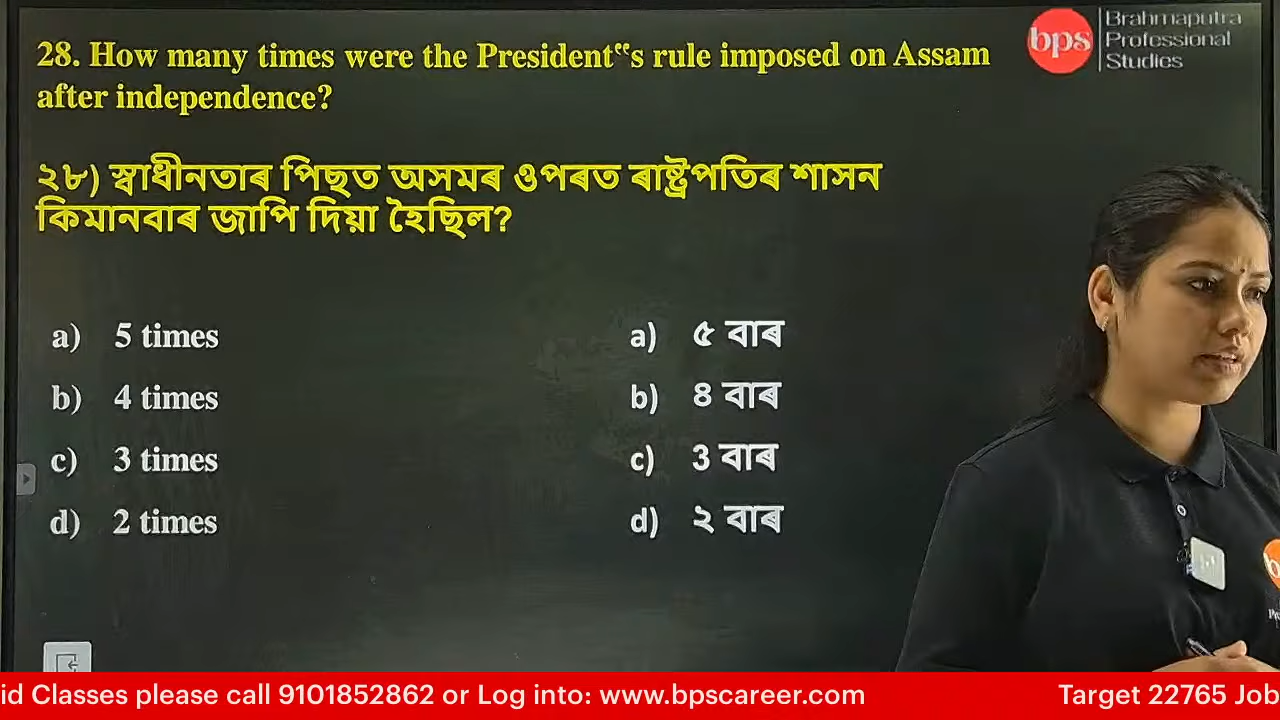 28. How many times were the President‟s rule imposed on Assam
after independence?
bps
Brahmaputra
Professional
Studies
২৮) স্বাধীনতাৰ পিছত অসমৰ ওপৰত ৰাষ্ট্ৰপতিৰ শাসন
কিমানবাৰ জাপি দিয়া হৈছিল?
a) 5 times
b) 4 times
c) 3 times
d) 2 times
a) ৫ বাৰ
b) ৪ বাৰ
c) 3 বাৰ
d) ২ বাৰ
id Classes please call 9101852862 or Log into: www.bpscareer.com
Target 22765 Job